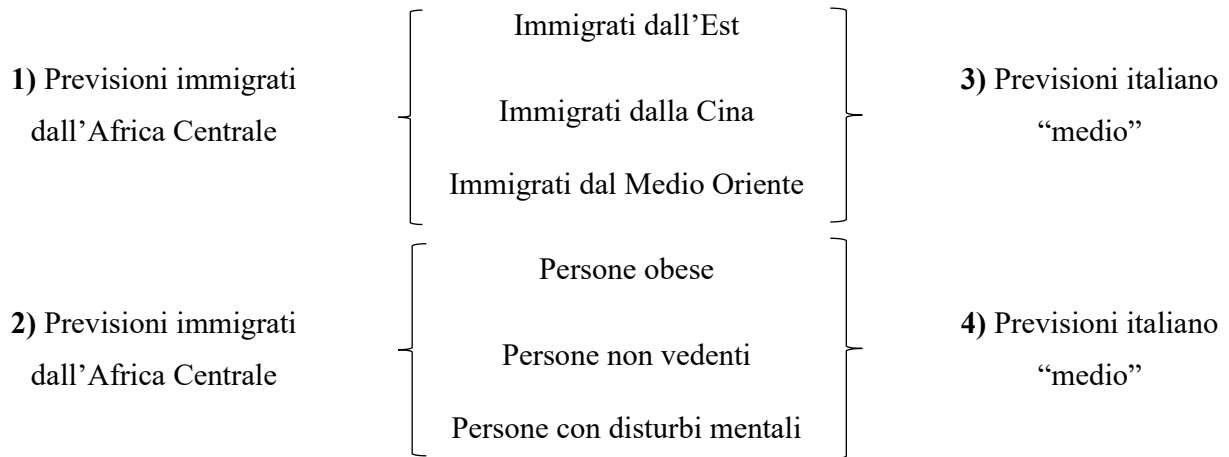 Immigrati dall’Est
1) Previsioni immigrati
dall’Africa Centrale
Immigrati dalla Cina
Immigrati dal Medio Oriente
3) Previsioni italiano
“medio”
Persone obese
2) Previsioni immigrati
dall’Africa Centrale
Persone non vedenti
Persone con disturbi mentali
4) Previsioni italiano
“medio”